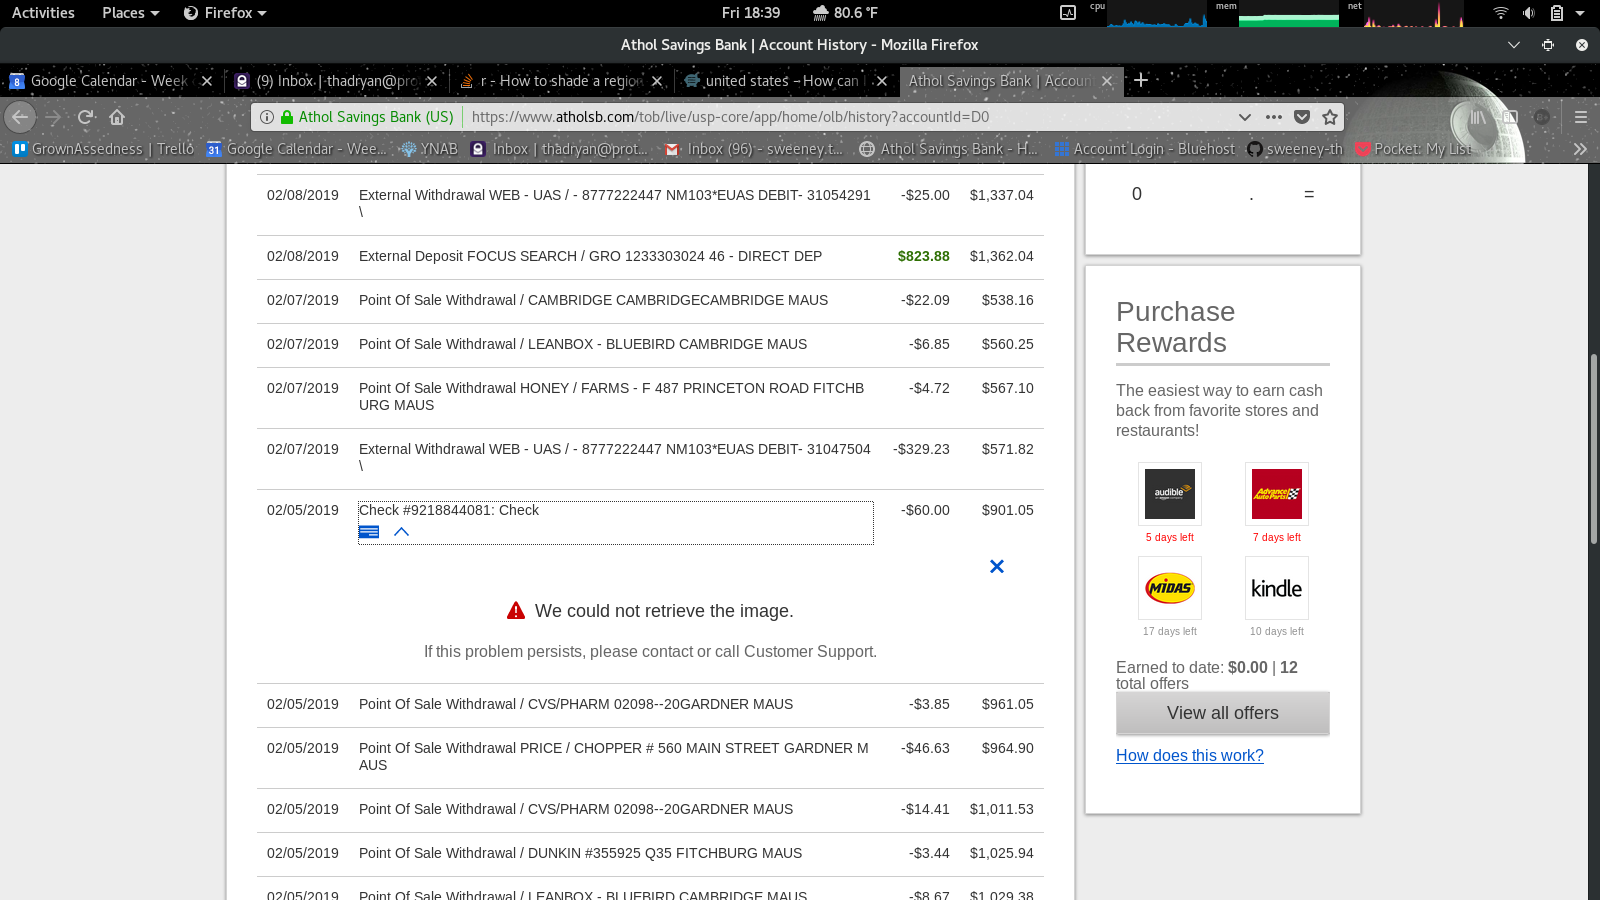 Activities Places Firefox Fri 18:39 80.6 °F cpu mem net
Athol Savings Bank | Account History - Mozilla Firefox
Google Calendar - Week (9) Inbox | thadryan@pro r - How to shade a region united states - How can Athol Savings Bank | Accoun
Athol Savings Bank (US) https://www.atholsb.com/tob/live/usp-core/app/home/olb/history?accountId=D0
GrownAssedness | Trello Google Calendar - Wee... YNAB Inbox | thadryan@prot... Inbox (96) - sweeney.t... Athol Savings Bank - H... Account Login - Bluehost sweeney-th Pocket: My List
02/08/2019 External Withdrawal WEB - UAS / - 8777222447 NM103*EUAS DEBIT- 31054291 -$25.00 $1,337.04
\
02/08/2019 External Deposit FOCUS SEARCH / GRO 1233303024 46 - DIRECT DEP $823.88 $1,362.04
02/07/2019 Point Of Sale Withdrawal / CAMBRIDGE CAMBRIDGECAMBRIDGE MAUS -$22.09 $538.16
02/07/2019 Point Of Sale Withdrawal / LEANBOX - BLUEBIRD CAMBRIDGE MAUS -$6.85 $560.25
02/07/2019 Point Of Sale Withdrawal HONEY / FARMS - F 487 PRINCETON ROAD FITCHB -$4.72 $567.10
URG MAUS
02/07/2019 External Withdrawal WEB - UAS / - 8777222447 NM103*EUAS DEBIT- 31047504 -$329.23 $571.82
\
02/05/2019 Check #9218844081: Check -$60.00 $901.05
We could not retrieve the image.
If this problem persists, please contact or call Customer Support.
02/05/2019 Point Of Sale Withdrawal / CVS/PHARM 02098--20GARDNER MAUS -$3.85 $961.05
02/05/2019 Point Of Sale Withdrawal PRICE / CHOPPER # 560 MAIN STREET GARDNER M -$46.63 $964.90
AUS
02/05/2019 Point Of Sale Withdrawal / CVS/PHARM 02098--20GARDNER MAUS -$14.41 $1,011.53
02/05/2019 Point Of Sale Withdrawal / DUNKIN #355925 Q35 FITCHBURG MAUS -$3.44 $1,025.94
02/05/2019 Point Of Sale Withdrawal / LEANBOX - BLUEBIRD CAMBRIDGE MAUS -$8.67 $1,029.38
0 . =
Purchase
Rewards
The easiest way to earn cash
back from favorite stores and
restaurants!
audible
an amazon company
Advance Auto Parts
5 days left 7 days left
MIDAS kindle
17 days left 10 days left
Earned to date: $0.00 | 12
total offers
View all offers
How does this work?